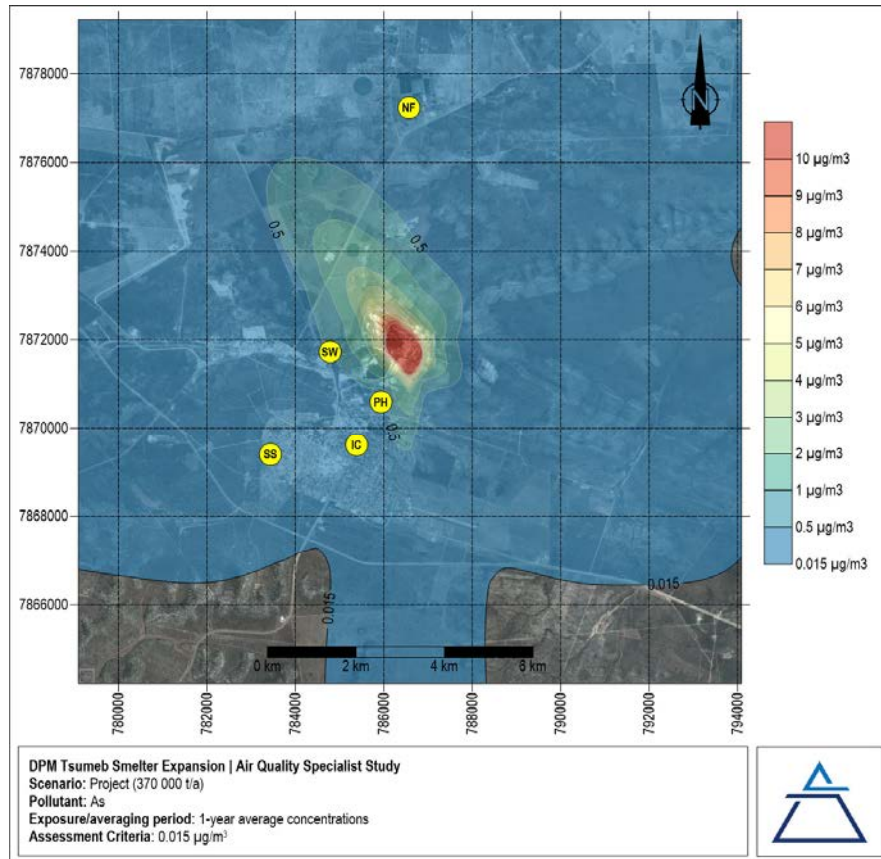 7878000
7876000
7874000
7872000
7870000
7868000
7866000
NF
N
0.5
0.5
SW
PH
0.5
IC
SS
0.015
0.015
0 km
2 km
4 km
6 km
780000
782000
784000
786000
788000
790000
792000
794000
10 µg/m3
9 µg/m3
8 µg/m3
7 µg/m3
6 µg/m3
5 µg/m3
4 µg/m3
3 µg/m3
2 µg/m3
1 µg/m3
0.5 µg/m3
0.015 µg/m3
DPM Tsumeb Smelter Expansion | Air Quality Specialist Study
Scenario: Project (370 000 t/a)
Pollutant: As
Exposure/averaging period: 1-year average concentrations
Assessment Criteria: 0.015 µg/m³